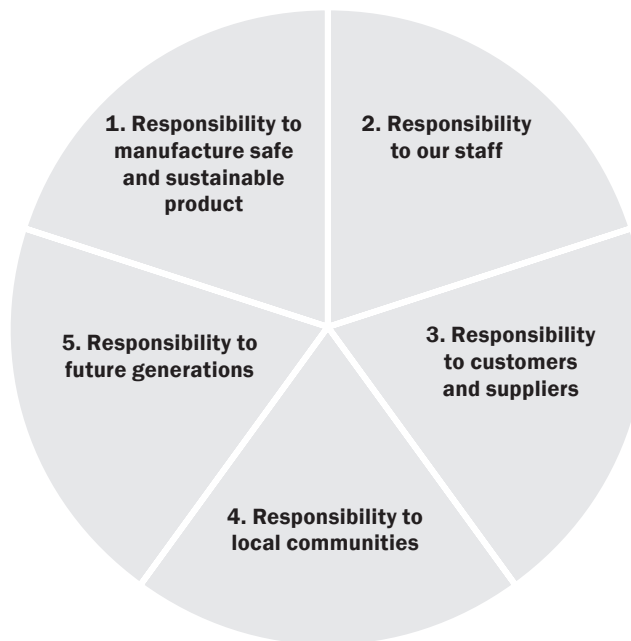 1. Responsibility to
manufacture safe
and sustainable
product
2. Responsibility
to our staff
3. Responsibility
to customers
and suppliers
4. Responsibility to
local communities
5. Responsibility to
future generations